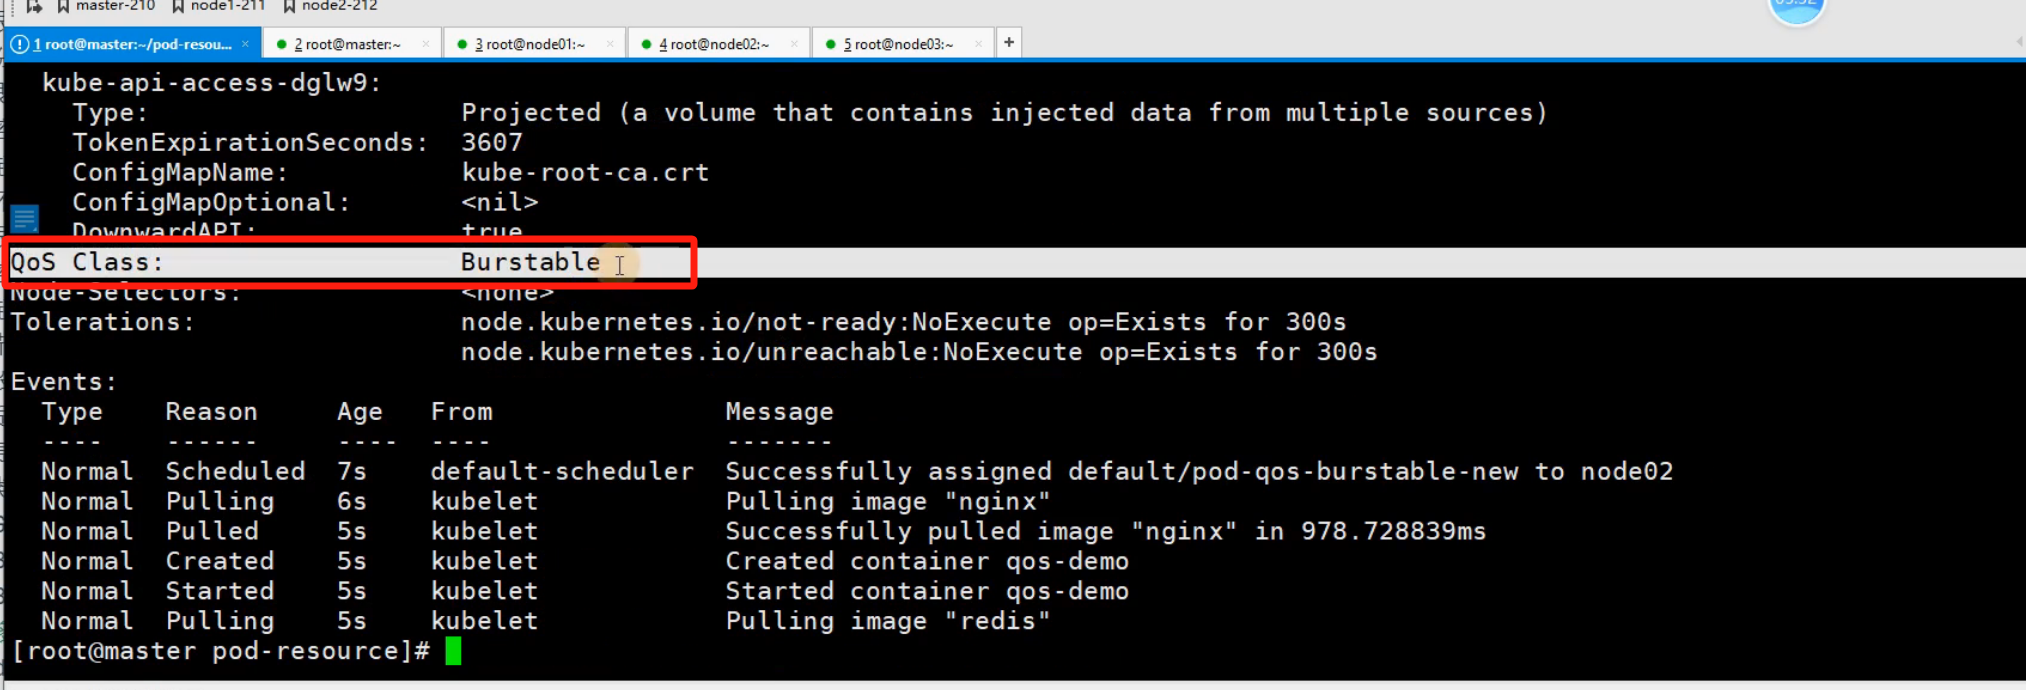 master-210 node1-211 node2-212
1 root@master:~/pod-resou... × 2 root@master:~ × 3 root@node01:~ × 4 root@node02:~ × 5 root@node03:~ × +
kube-api-access-dglw9:
Type: Projected (a volume that contains injected data from multiple sources)
TokenExpirationSeconds: 3607
ConfigMapName: kube-root-ca.crt
ConfigMapOptional: <nil>
DownwardAPI: true
QoS Class: Burstable
Node-Selectors: <none>
Tolerations: node.kubernetes.io/not-ready:NoExecute op=Exists for 300s
node.kubernetes.io/unreachable:NoExecute op=Exists for 300s
Events:
Type Reason Age From Message
---- ------ ---- ---- -------
Normal Scheduled 7s default-scheduler Successfully assigned default/pod-qos-burstable-new to node02
Normal Pulling 6s kubelet Pulling image "nginx"
Normal Pulled 5s kubelet Successfully pulled image "nginx" in 978.728839ms
Normal Created 5s kubelet Created container qos-demo
Normal Started 5s kubelet Started container qos-demo
Normal Pulling 5s kubelet Pulling image "redis"
[root@master pod-resource]#